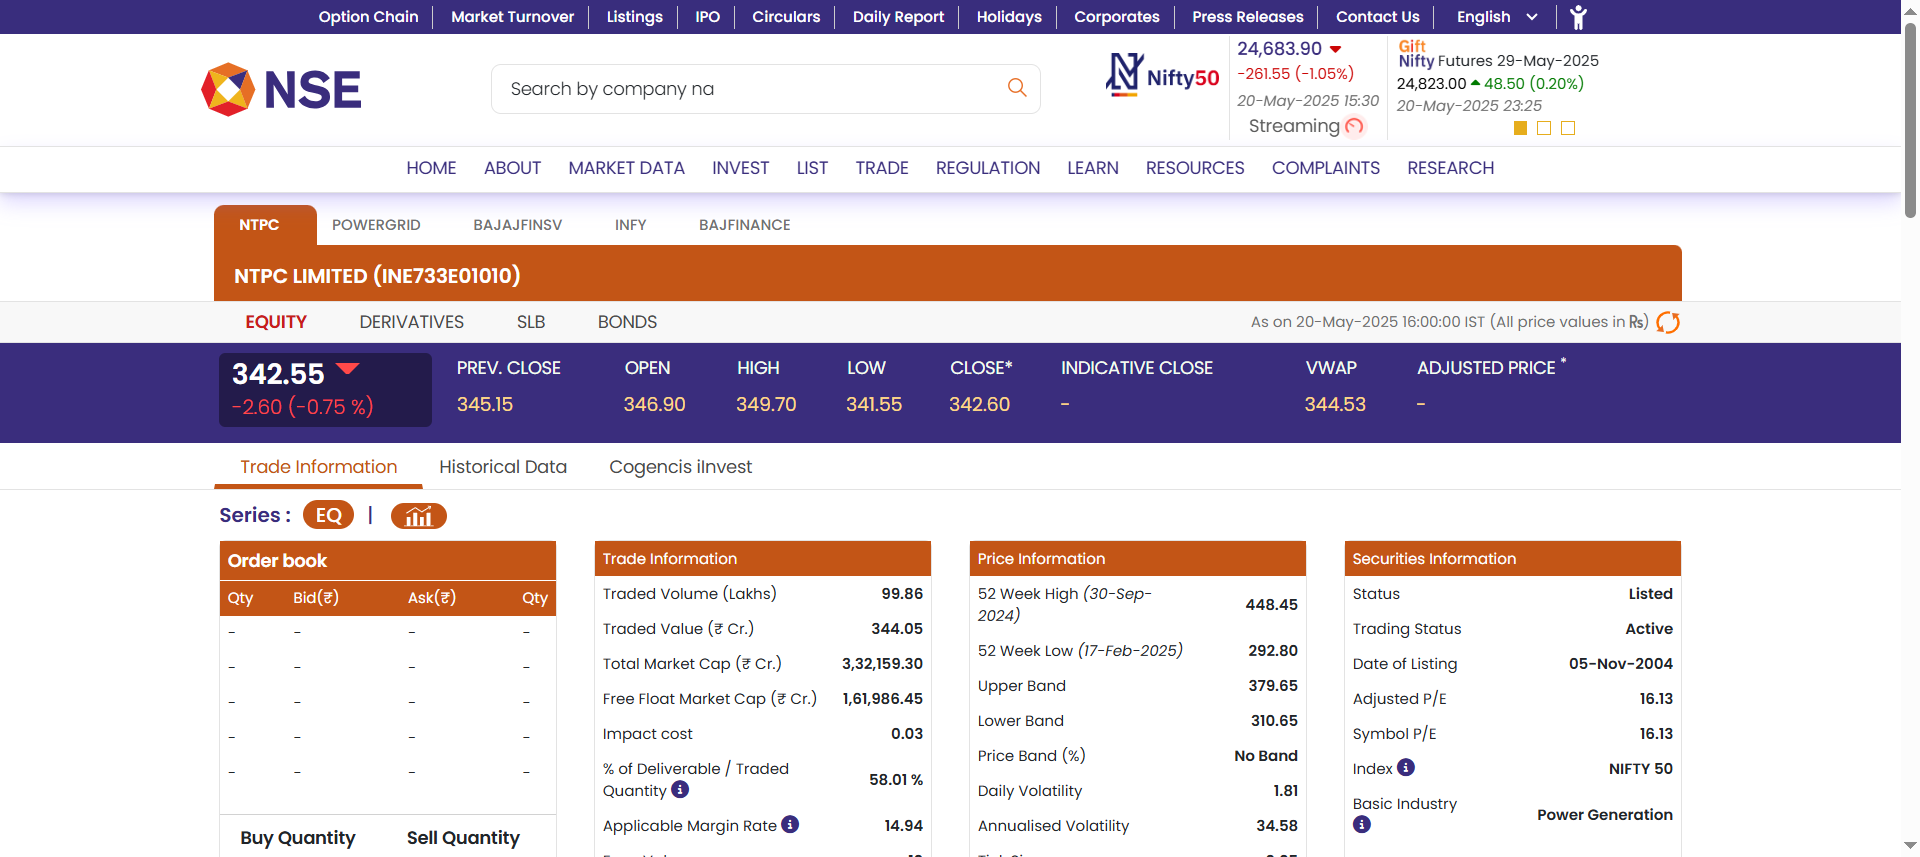 Option Chain
Market Turnover
Listings
IPO
Circulars
Daily Report
Holidays
Corporates
Press Releases
Contact Us
English
NSE
Search by company na
Nifty50
24,683.90
-261.55 (-1.05%)
20-May-2025 15:30
Streaming
Gift
Nifty Futures 29-May-2025
24,823.00 48.50 (0.20%)
20-May-2025 23:25
HOME
ABOUT
MARKET DATA
INVEST
LIST
TRADE
REGULATION
LEARN
RESOURCES
COMPLAINTS
RESEARCH
NTPC
POWERGRID
BAJAJFINSV
INFY
BAJFINANCE
NTPC LIMITED (INE733E01010)
EQUITY
DERIVATIVES
SLB
BONDS
As on 20-May-2025 16:00:00 IST (All price values in ₨)
342.55
-2.60 (-0.75 %)
PREV. CLOSE
345.15
OPEN
346.90
HIGH
349.70
LOW
341.55
CLOSE*
342.60
INDICATIVE CLOSE
-
VWAP
344.53
ADJUSTED PRICE *
-
Trade Information
Historical Data
Cogencis iInvest
Series : EQ |
Order book
Qty Bid(₹) Ask(₹) Qty
- - - -
- - - -
- - - -
- - - -
- - - -
Buy Quantity Sell Quantity
Trade Information
Traded Volume (Lakhs) 99.86
Traded Value (₹ Cr.) 344.05
Total Market Cap (₹ Cr.) 3,32,159.30
Free Float Market Cap (₹ Cr.) 1,61,986.45
Impact cost 0.03
% of Deliverable / Traded
Quantity 58.01 %
Applicable Margin Rate 14.94
Price Information
52 Week High (30-Sep-
2024) 448.45
52 Week Low (17-Feb-2025) 292.80
Upper Band 379.65
Lower Band 310.65
Price Band (%) No Band
Daily Volatility 1.81
Annualised Volatility 34.58
Securities Information
Status Listed
Trading Status Active
Date of Listing 05-Nov-2004
Adjusted P/E 16.13
Symbol P/E 16.13
Index NIFTY 50
Basic Industry
Power Generation